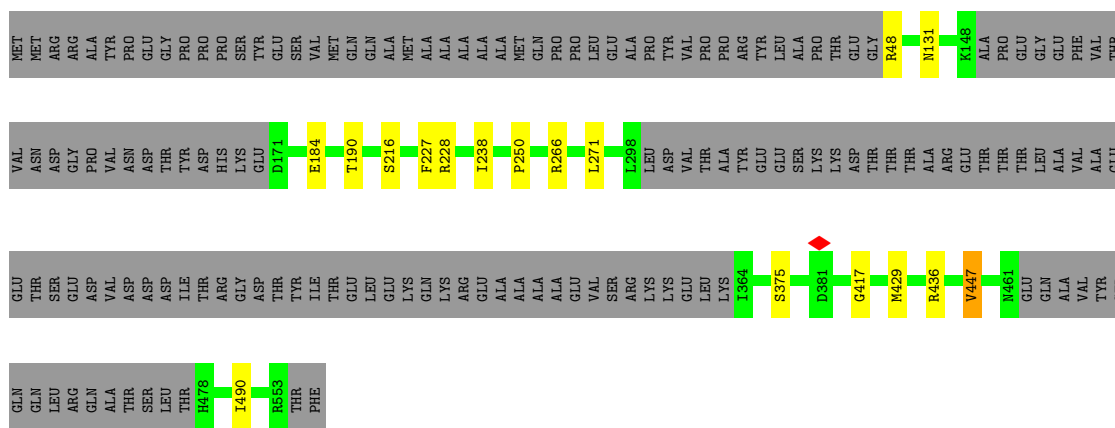 MET MET ARG ARG ALA TYR PRO GLU GLY PRO PRO PRO SER TYR GLU SER VAL MET GLN GLN ALA MET ALA ALA ALA ALA ALA MET GLN PRO PRO LEU GLU ALA PRO TYR VAL PRO PRO ARG TYR LEU ALA PRO THR GLU GLY R48 N131 K148 ALA PRO GLU GLY GLU PHE VAL THR
VAL ASN ASP GLY PRO VAL ASN ASP THR TYR ASP HIS LYS GLU D171 E184 T190 S216 F227 R228 I238 P250 R266 L271 L298 LEU ASP VAL THR ALA TYR GLU GLU SER LYS LYS ASP THR THR THR ALA ARG GLU THR THR THR LEU ALA VAL ALA GLU
GLU THR SER GLU ASP VAL ASP ASP ASP ILE THR ARG GLY ASP THR TYR ILE THR GLU LEU GLU LYS GLN LYS ARG GLU ALA ALA ALA ALA GLU VAL SER ARG LYS LYS GLU LEU LYS I364 S375 D381 G417 M429 R436 V447 N461 GLU GLN ALA VAL TYR
GLN GLN LEU ARG GLN ALA THR SER LEU THR H478 I490 R553 THR PHE